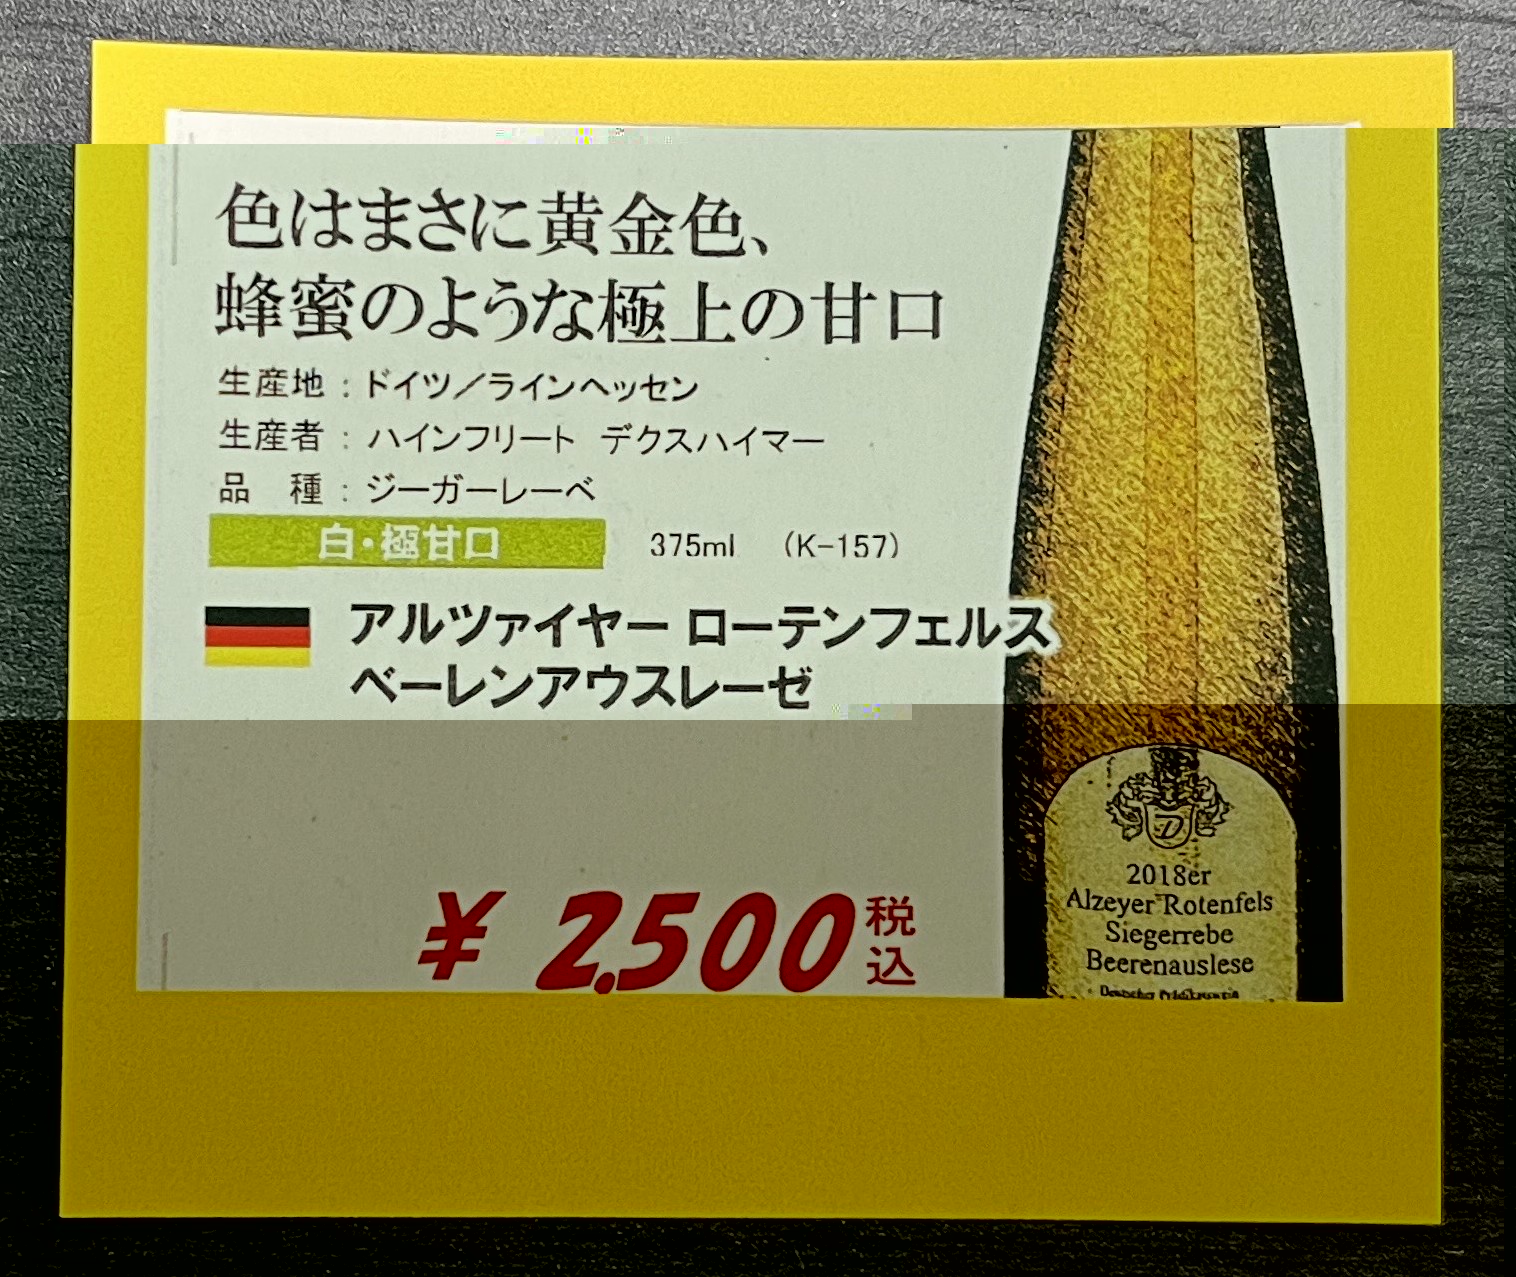 色はまさに黄金色、
蜂蜜のような極上の甘口
生産地：ドイツ／ラインヘッセン
生産者：ハインフリート デクスハイマー
品 種：ジーガーレーベ
白・極甘口 375ml （K-157）
アルツァイヤー ローテンフェルス
ベーレンアウスレーゼ
¥2,500税込
D
2018er
Alzeyer Rotenfels
Siegerrebe
Beerenauslese